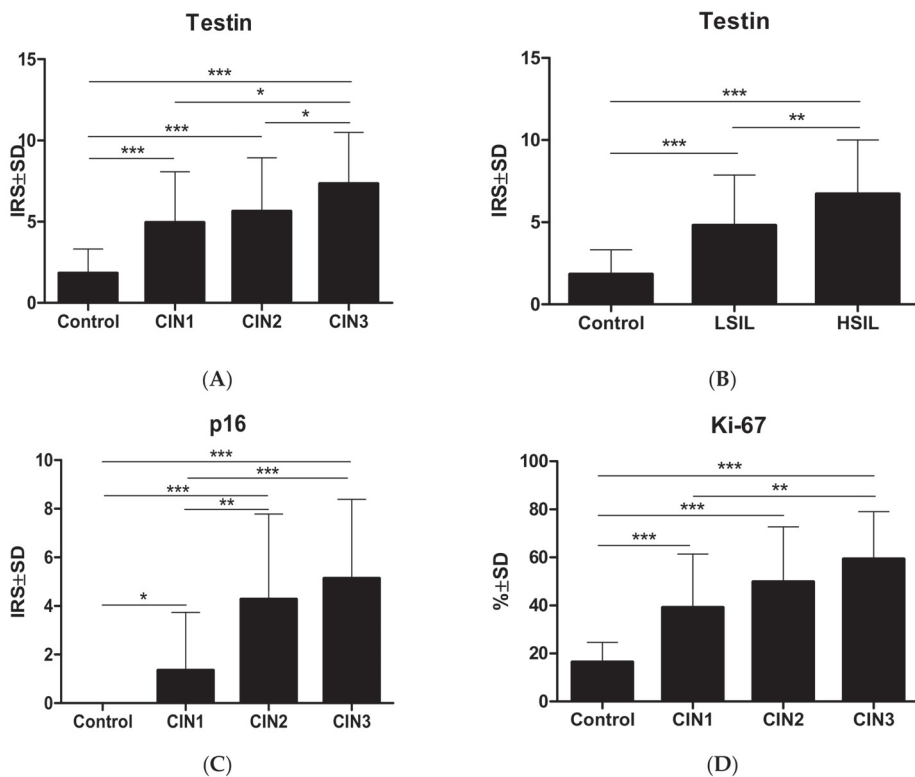 Testin
IRS±SD
15
10
5
0
***
*
*
***
***
Control CIN1 CIN2 CIN3
(A)
Testin
IRS±SD
15
10
5
0
***
**
***
Control LSIL HSIL
(B)
p16
IRS±SD
10
8
6
4
2
0
***
***
***
**
*
Control CIN1 CIN2 CIN3
(C)
Ki-67
%±SD
100
80
60
40
20
0
***
**
***
***
Control CIN1 CIN2 CIN3
(D)